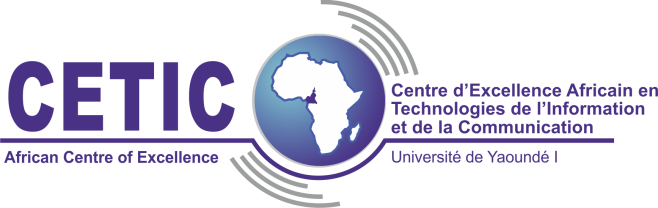 CETIC
African Centre of Excellence
Centre d'Excellence Africain en
Technologies de l'Information
et de la Communication
Université de Yaoundé I